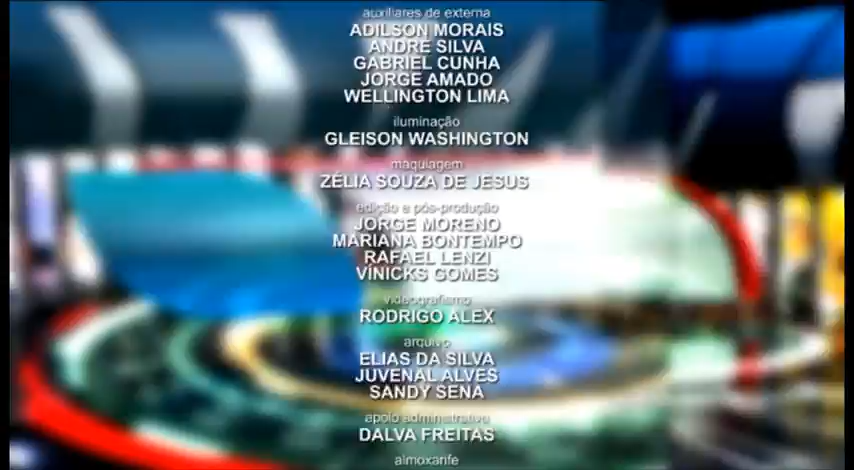 auxiliares de externa
ADILSON MORAIS
ANDRÉ SILVA
GABRIEL CUNHA
JORGE AMADO
WELLINGTON LIMA
iluminação
GLEISON WASHINGTON
maquiagem
ZÉLIA SOUZA DE JESUS
edição e pós-produção
JORGE MORENO
MARIANA BONTEMPO
RAFAEL LENZI
VÍNICKS GOMES
videografismo
RODRIGO ALEX
arquivo
ELIAS DA SILVA
JUVENAL ALVES
SANDY SENA
apoio administrativo
DALVA FREITAS
almoxarife